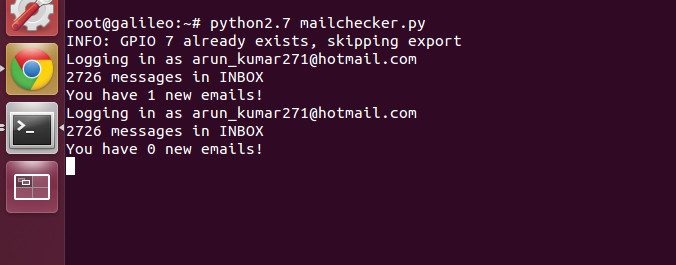 root@galileo:~# python2.7 mailchecker.py
INFO: GPIO 7 already exists, skipping export
Logging in as arun_kumar271@hotmail.com
2726 messages in INBOX
You have 1 new emails!
Logging in as arun_kumar271@hotmail.com
2726 messages in INBOX
You have 0 new emails!